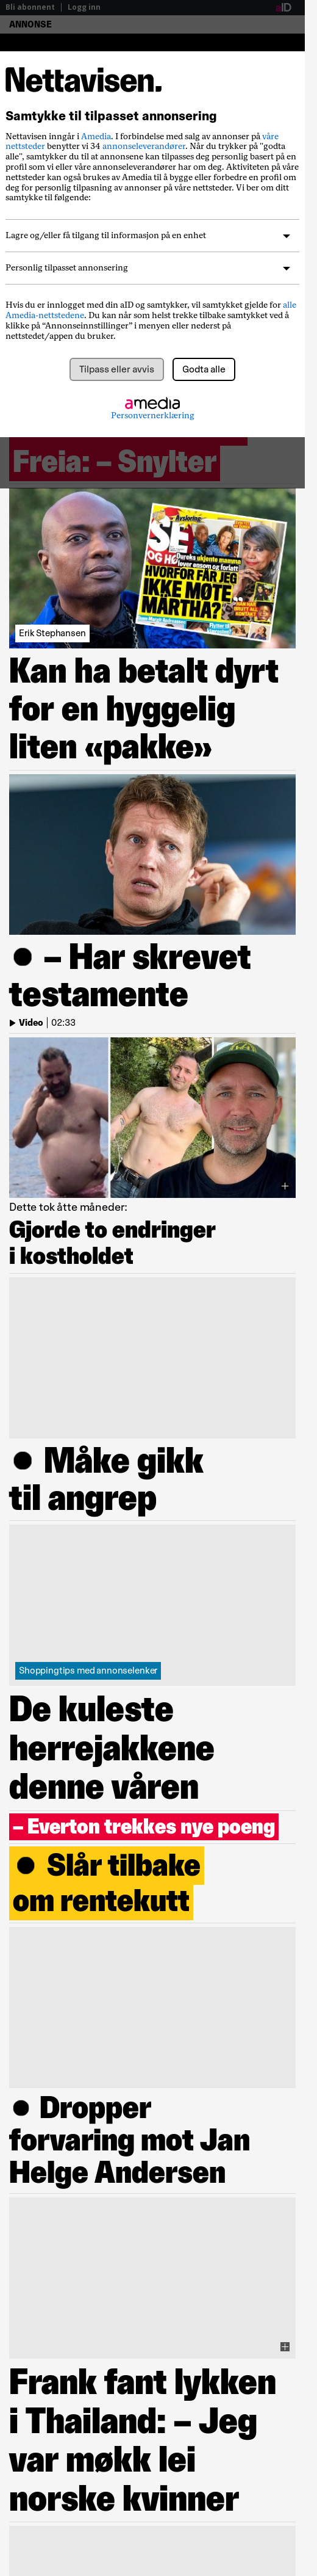 Bli abonnent | Logg inn
aID
ANNONSE
Nettavisen.
Samtykke til tilpasset annonsering
Nettavisen inngår i Amedia. I forbindelse med salg av annonser på våre
nettsteder benytter vi 34 annonseleverandører. Når du trykker på "godta
alle", samtykker du til at annonsene kan tilpasses deg personlig basert på en
profil som vi eller våre annonseleverandører har om deg. Aktiviteten på våre
nettsteder kan også brukes av Amedia til å bygge eller forbedre en profil om
deg for personlig tilpasning av annonser på våre nettsteder. Vi ber om ditt
samtykke til følgende:
Lagre og/eller få tilgang til informasjon på en enhet
Personlig tilpasset annonsering
Hvis du er innlogget med din aID og samtykker, vil samtykket gjelde for alle
Amedia-nettstedene. Du kan når som helst trekke tilbake samtykket ved å
klikke på “Annonseinnstillinger” i menyen eller nederst på
nettstedet/appen du bruker.
Tilpass eller avvis
Godta alle
amedia
Personvernerklæring
Freia: – Snylter
Avsløring
SE
OG HØR
DERFOR FÅR JEG
IKKE MØTE
MÄRTHA?
Erik Stephansen
Kan ha betalt dyrt
for en hyggelig
liten «pakke»
● – Har skrevet
testamente
Video | 02:33
Dette tok åtte måneder:
Gjorde to endringer
i kostholdet
● Måke gikk
til angrep
Shoppingtips med annonselenker
De kuleste
herrejakkene
denne våren
– Everton trekkes nye poeng
● Slår tilbake
om rentekutt
● Dropper
forvaring mot Jan
Helge Andersen
Frank fant lykken
i Thailand: – Jeg
var møkk lei
norske kvinner